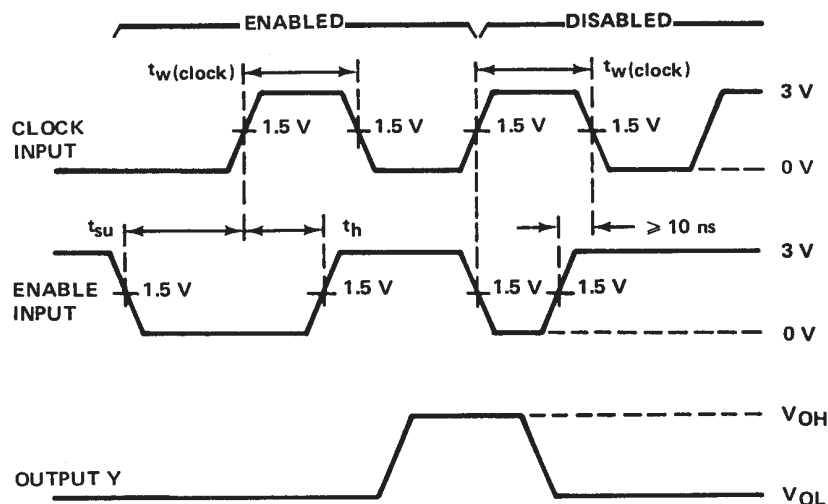 ENABLED DISABLED
tw(clock) tw(clock)
3 V
CLOCK INPUT
1.5 V 1.5 V 1.5 V 1.5 V
0 V
tsu th ≥ 10 ns
3 V
ENABLE INPUT
1.5 V 1.5 V 1.5 V 1.5 V
0 V
VOH
OUTPUT Y
VOL